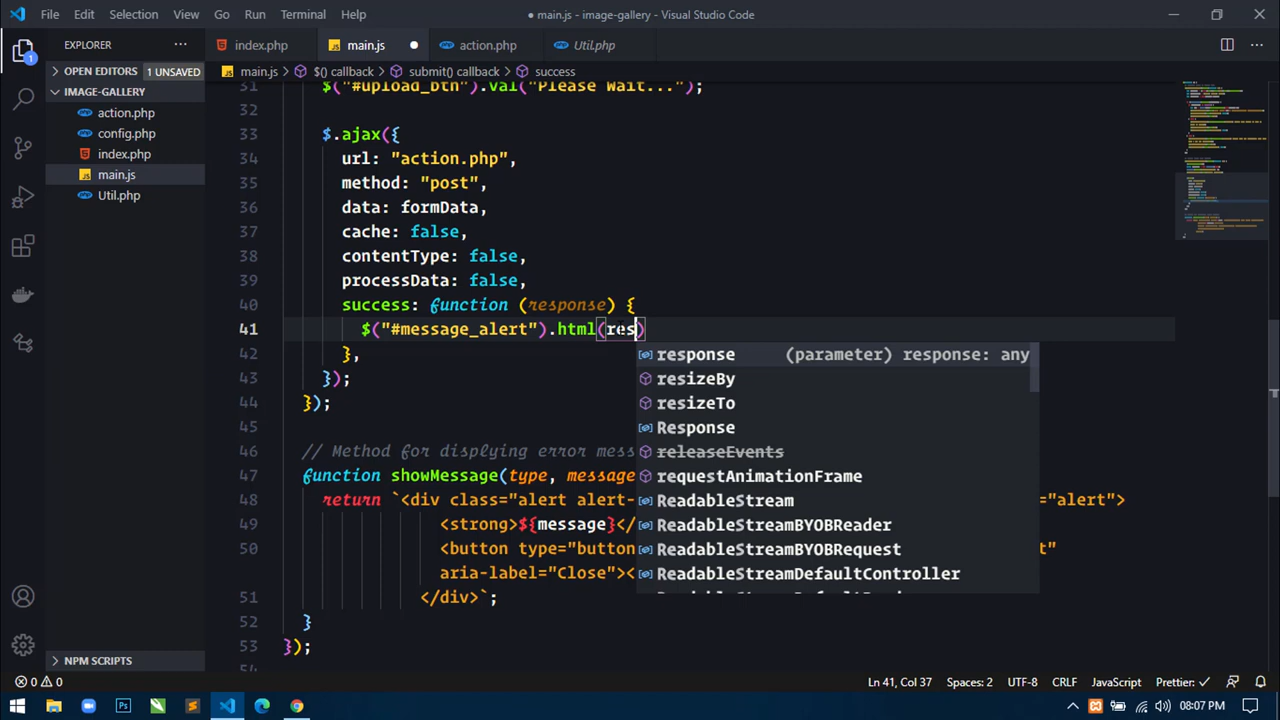 File Edit Selection View Go Run Terminal Help
● main.js - image-gallery - Visual Studio Code
EXPLORER
index.php main.js action.php Util.php
OPEN EDITORS 1 UNSAVED
main.js > $() callback > submit() callback > success
IMAGE-GALLERY
action.php
config.php
index.php
main.js
Util.php
31 $("#upload_btn").val("Please Wait...");
32
33 $.ajax({
34 url: "action.php",
35 method: "post",
36 data: formData,
37 cache: false,
38 contentType: false,
39 processData: false,
40 success: function (response) {
41 $("#message_alert").html(res)
42 },
43 });
44 });
45
46 // Method for displying error mess
47 function showMessage(type, message
48 return `<div class="alert alert- ="alert">
49 <strong>${message}</
50 <button type="button "
aria-label="Close"><
51 </div>`;
52 }
53 });
54
response (parameter) response: any
resizeBy
resizeTo
Response
releaseEvents
requestAnimationFrame
ReadableStream
ReadableStreamBYOBReader
ReadableStreamBYOBRequest
ReadableStreamDefaultController
NPM SCRIPTS
0 0 Ln 41, Col 37 Spaces: 2 UTF-8 CRLF JavaScript Prettier: ✓
08:07 PM